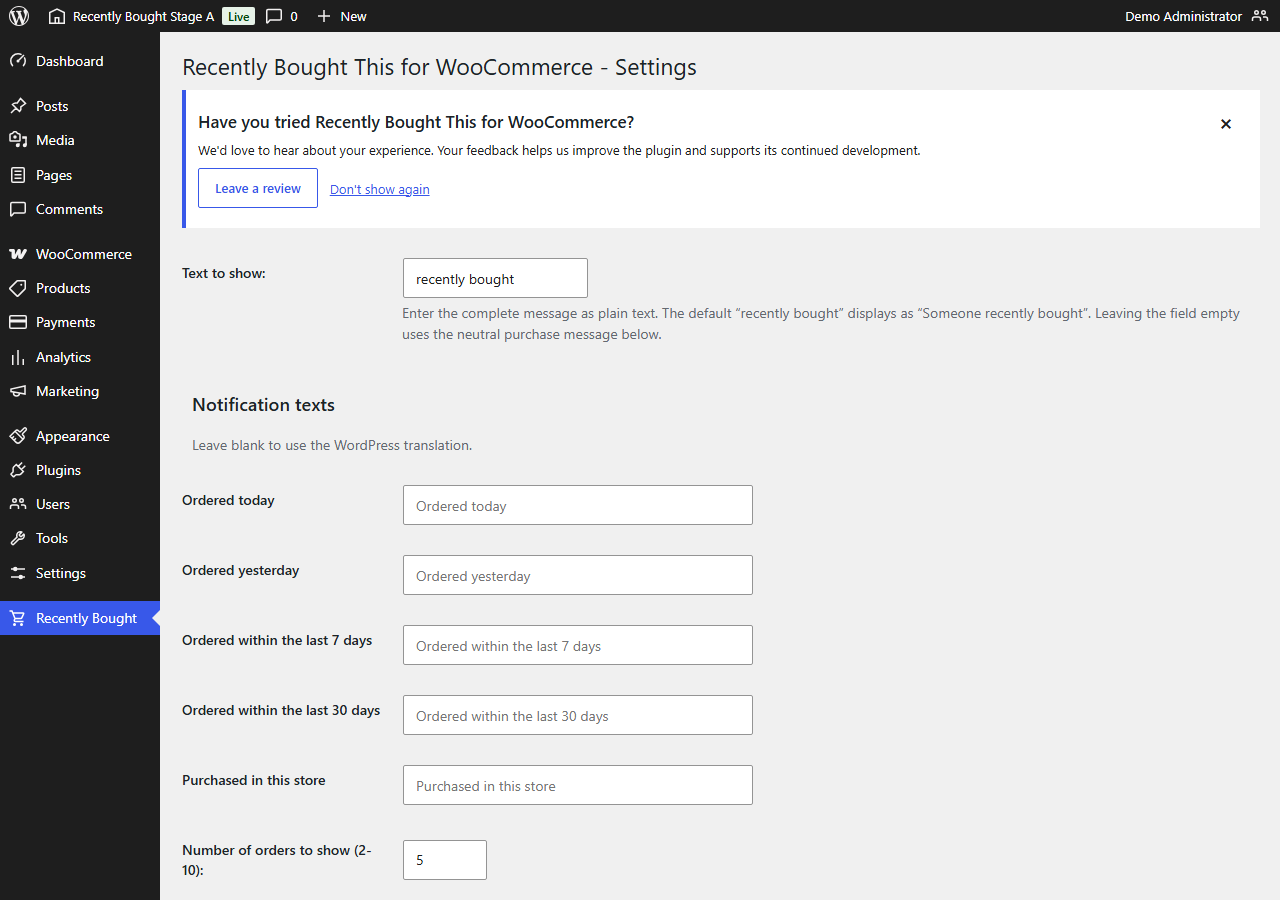 Recently Bought Stage A Live 0 New Demo Administrator
Dashboard
Posts
Media
Pages
Comments
WooCommerce
Products
Payments
Analytics
Marketing
Appearance
Plugins
Users
Tools
Settings
Recently Bought
Recently Bought This for WooCommerce - Settings
Have you tried Recently Bought This for WooCommerce?
We'd love to hear about your experience. Your feedback helps us improve the plugin and supports its continued development.
Leave a review Don't show again
Text to show: recently bought
Enter the complete message as plain text. The default “recently bought” displays as “Someone recently bought”. Leaving the field empty
uses the neutral purchase message below.
Notification texts
Leave blank to use the WordPress translation.
Ordered today Ordered today
Ordered yesterday Ordered yesterday
Ordered within the last 7 days Ordered within the last 7 days
Ordered within the last 30 days Ordered within the last 30 days
Purchased in this store Purchased in this store
Number of orders to show (2-
10): 5